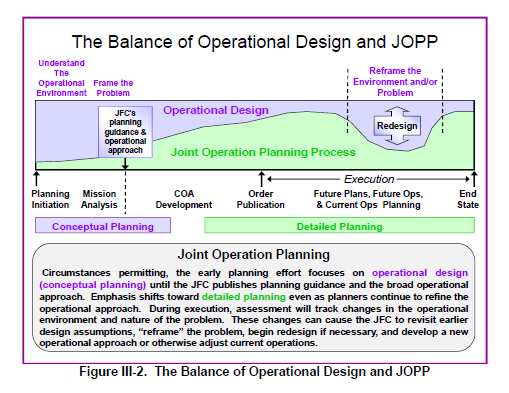 The Balance of Operational Design and JOPP
Understand
The
Operational
Environment
Frame the
Problem
Reframe the
Environment and/or
Problem
Operational Design
JFC's
planning
guidance &
operational
approach
Redesign
Joint Operation Planning Process
Execution
Planning
Initiation
Mission
Analysis
COA
Development
Order
Publication
Future Plans, Future Ops,
& Current Ops Planning
End
State
Conceptual Planning
Detailed Planning
Joint Operation Planning
Circumstances permitting, the early planning effort focuses on operational design
(conceptual planning) until the JFC publishes planning guidance and the broad operational
approach. Emphasis shifts toward detailed planning even as planners continue to refine the
operational approach. During execution, assessment will track changes in the operational
environment and nature of the problem. These changes can cause the JFC to revisit earlier
design assumptions, "reframe" the problem, begin redesign if necessary, and develop a new
operational approach or otherwise adjust current operations.
Figure III-2. The Balance of Operational Design and JOPP